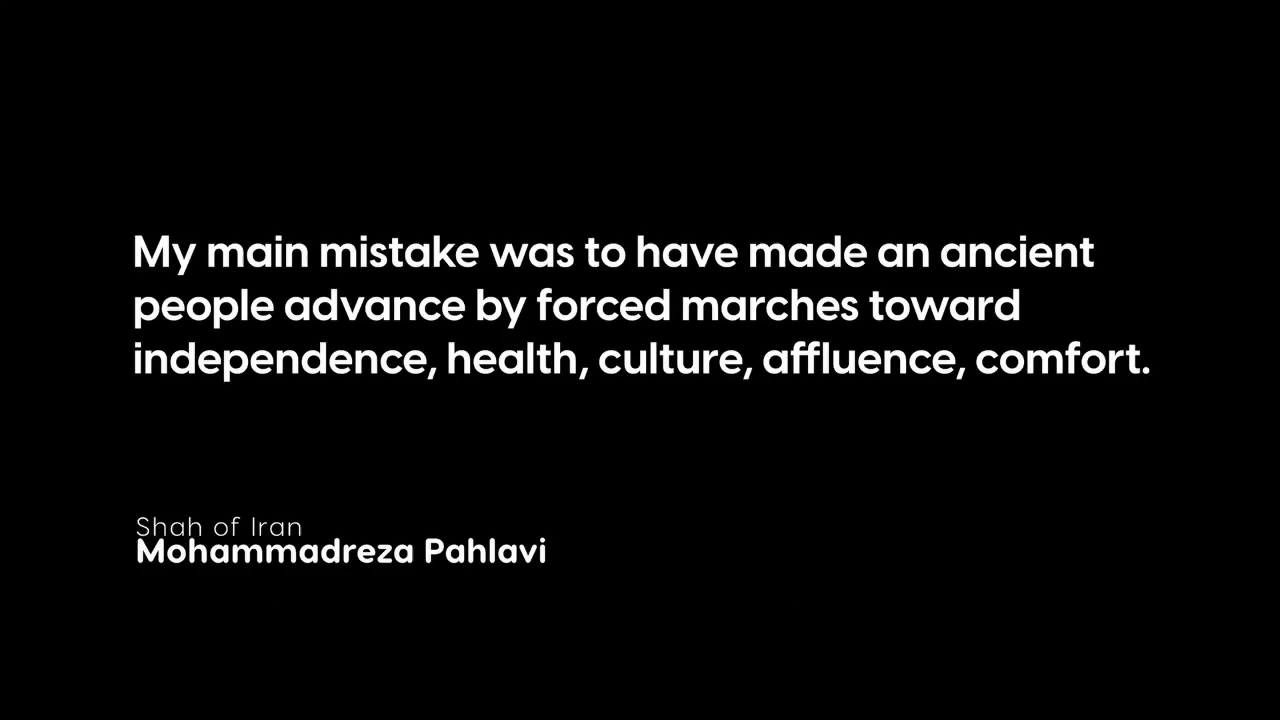 My main mistake was to have made an ancient
people advance by forced marches toward
independence, health, culture, affluence, comfort.
Shah of Iran
Mohammadreza Pahlavi